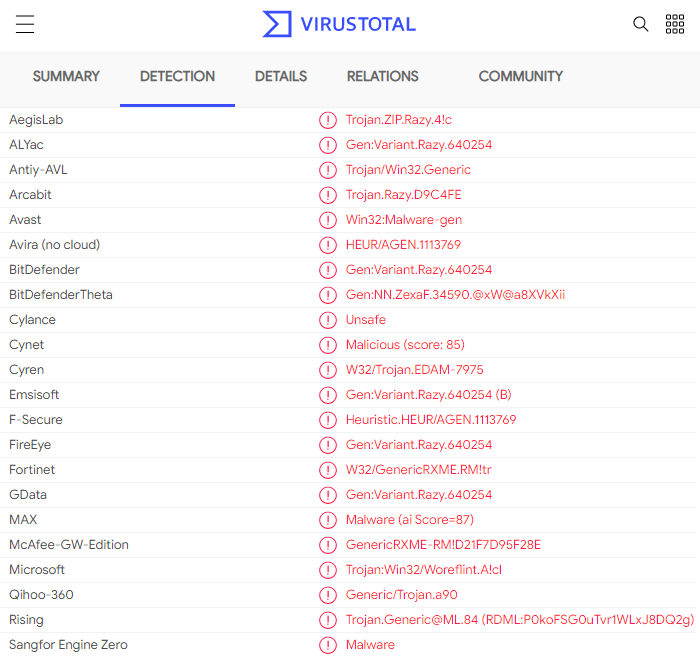 VIRUSTOTAL
SUMMARY DETECTION DETAILS RELATIONS COMMUNITY
AegisLab Trojan.ZIP.Razy.4!c
ALYac Gen:Variant.Razy.640254
Antiy-AVL Trojan/Win32.Generic
Arcabit Trojan.Razy.D9C4FE
Avast Win32:Malware-gen
Avira (no cloud) HEUR/AGEN.1113769
BitDefender Gen:Variant.Razy.640254
BitDefenderTheta Gen:NN.ZexaF.34590.@xW@a8XVkXii
Cylance Unsafe
Cynet Malicious (score: 85)
Cyren W32/Trojan.EDAM-7975
Emsisoft Gen:Variant.Razy.640254 (B)
F-Secure Heuristic.HEUR/AGEN.1113769
FireEye Gen:Variant.Razy.640254
Fortinet W32/GenericRXME.RM!tr
GData Gen:Variant.Razy.640254
MAX Malware (ai Score=87)
McAfee-GW-Edition GenericRXME-RM!D21F7D95F28E
Microsoft Trojan:Win32/Woreflint.A!cl
Qihoo-360 Generic/Trojan.a90
Rising Trojan.Generic@ML.84 (RDML:P0koFSG0uTvr1WLxJ8DQ2g)
Sangfor Engine Zero Malware